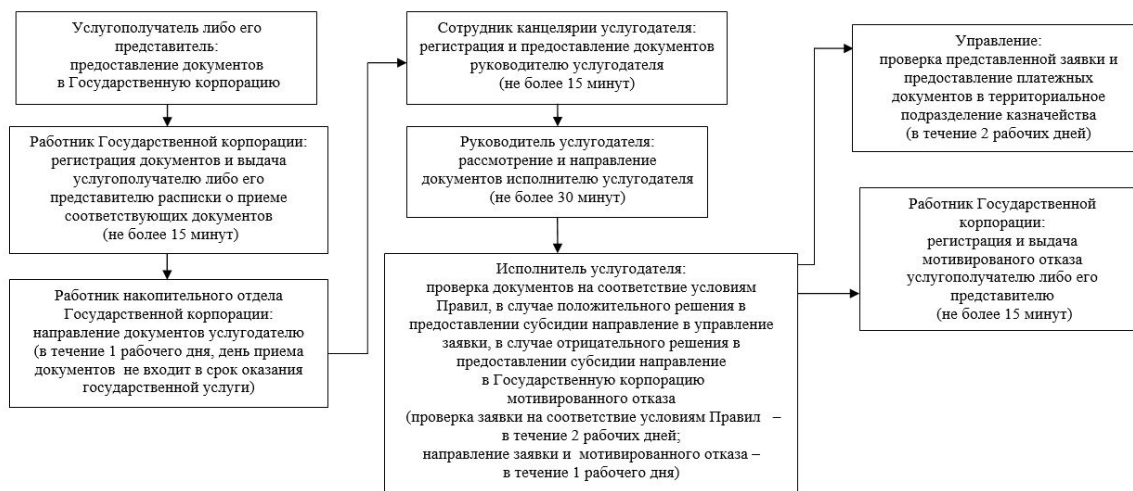 Услугополучатель либо его
представитель:
предоставление документов
в Государственную корпорацию
Работник Государственной корпорации:
регистрация документов и выдача
услугополучателю либо его
представителю расписки о приеме
соответствующих документов
(не более 15 минут)
Работник накопительного отдела
Государственной корпорации:
направление документов услугодателю
(в течение 1 рабочего дня, день приема
документов не входит в срок оказания
государственной услуги)
Сотрудник канцелярии услугодателя:
регистрация и предоставление документов
руководителю услугодателя
(не более 15 минут)
Руководитель услугодателя:
рассмотрение и направление
документов исполнителю услугодателя
(не более 30 минут)
Исполнитель услугодателя:
проверка документов на соответствие условиям
Правил, в случае положительного решения в
предоставлении субсидии направление в управление
заявки, в случае отрицательного решения в
предоставлении субсидии направление
в Государственную корпорацию
мотивированного отказа
(проверка заявки на соответствие условиям Правил –
в течение 2 рабочих дней;
направление заявки и мотивированного отказа –
в течение 1 рабочего дня)
Управление:
проверка представленной заявки и
предоставление платежных
документов в территориальное
подразделение казначейства
(в течение 2 рабочих дней)
Работник Государственной
корпорации:
регистрация и выдача
мотивированого отказа
услугополучателю либо его
представителю
(не более 15 минут)